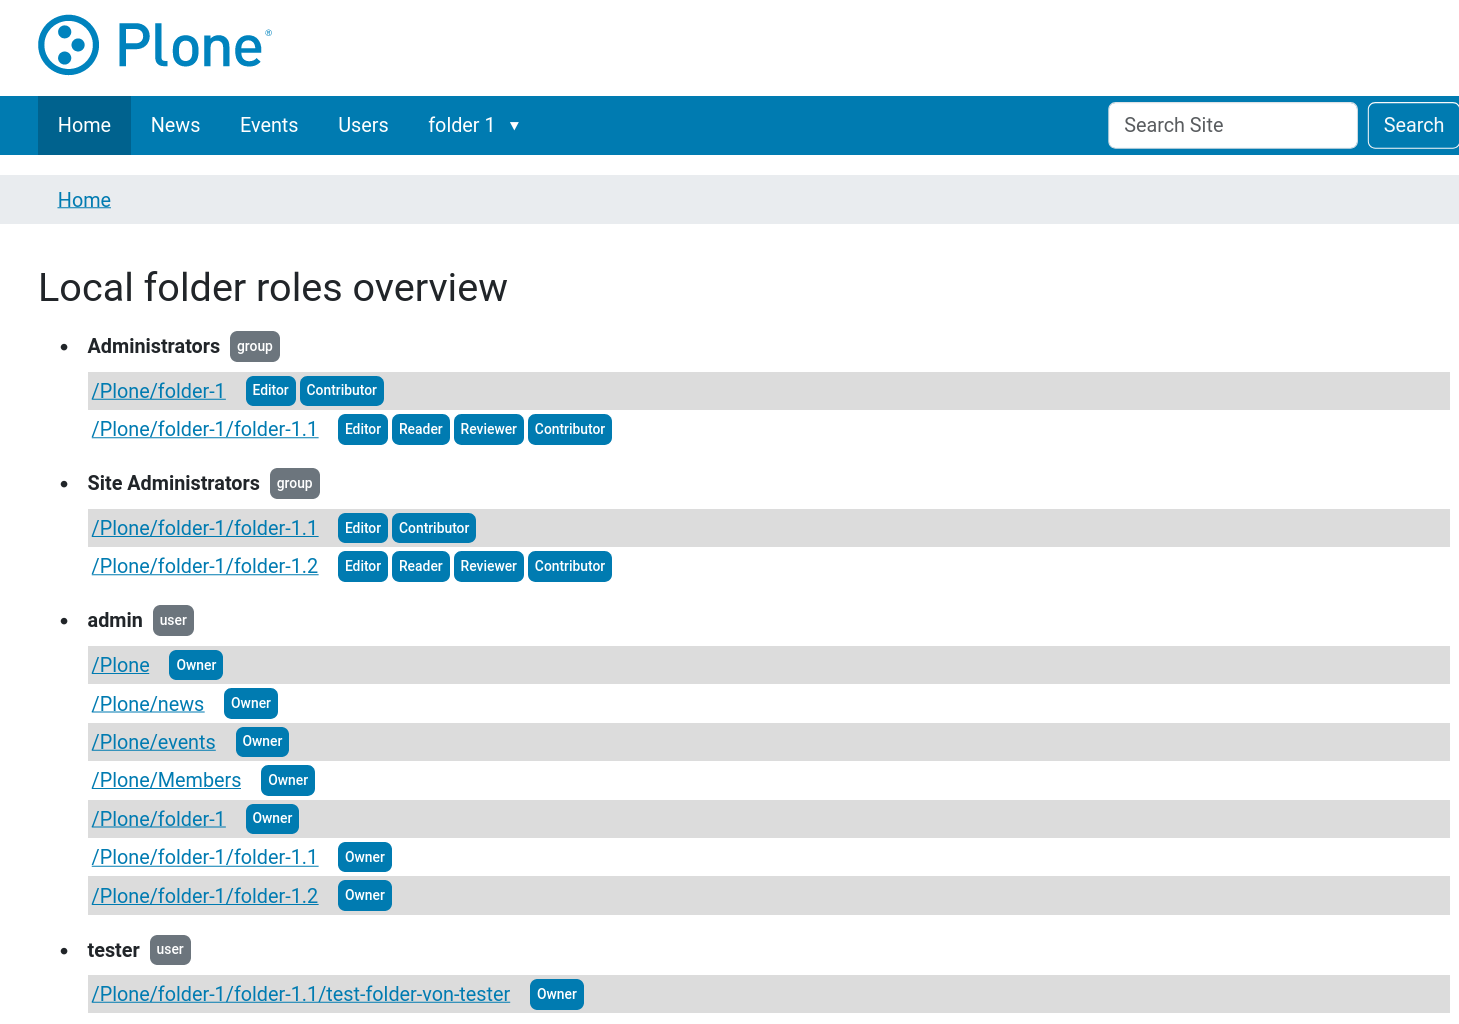 Plone®
Home News Events Users folder 1 ▼ Search Site Search
Home
Local folder roles overview
• Administrators group
/Plone/folder-1 Editor Contributor
/Plone/folder-1/folder-1.1 Editor Reader Reviewer Contributor
• Site Administrators group
/Plone/folder-1/folder-1.1 Editor Contributor
/Plone/folder-1/folder-1.2 Editor Reader Reviewer Contributor
• admin user
/Plone Owner
/Plone/news Owner
/Plone/events Owner
/Plone/Members Owner
/Plone/folder-1 Owner
/Plone/folder-1/folder-1.1 Owner
/Plone/folder-1/folder-1.2 Owner
• tester user
/Plone/folder-1/folder-1.1/test-folder-von-tester Owner